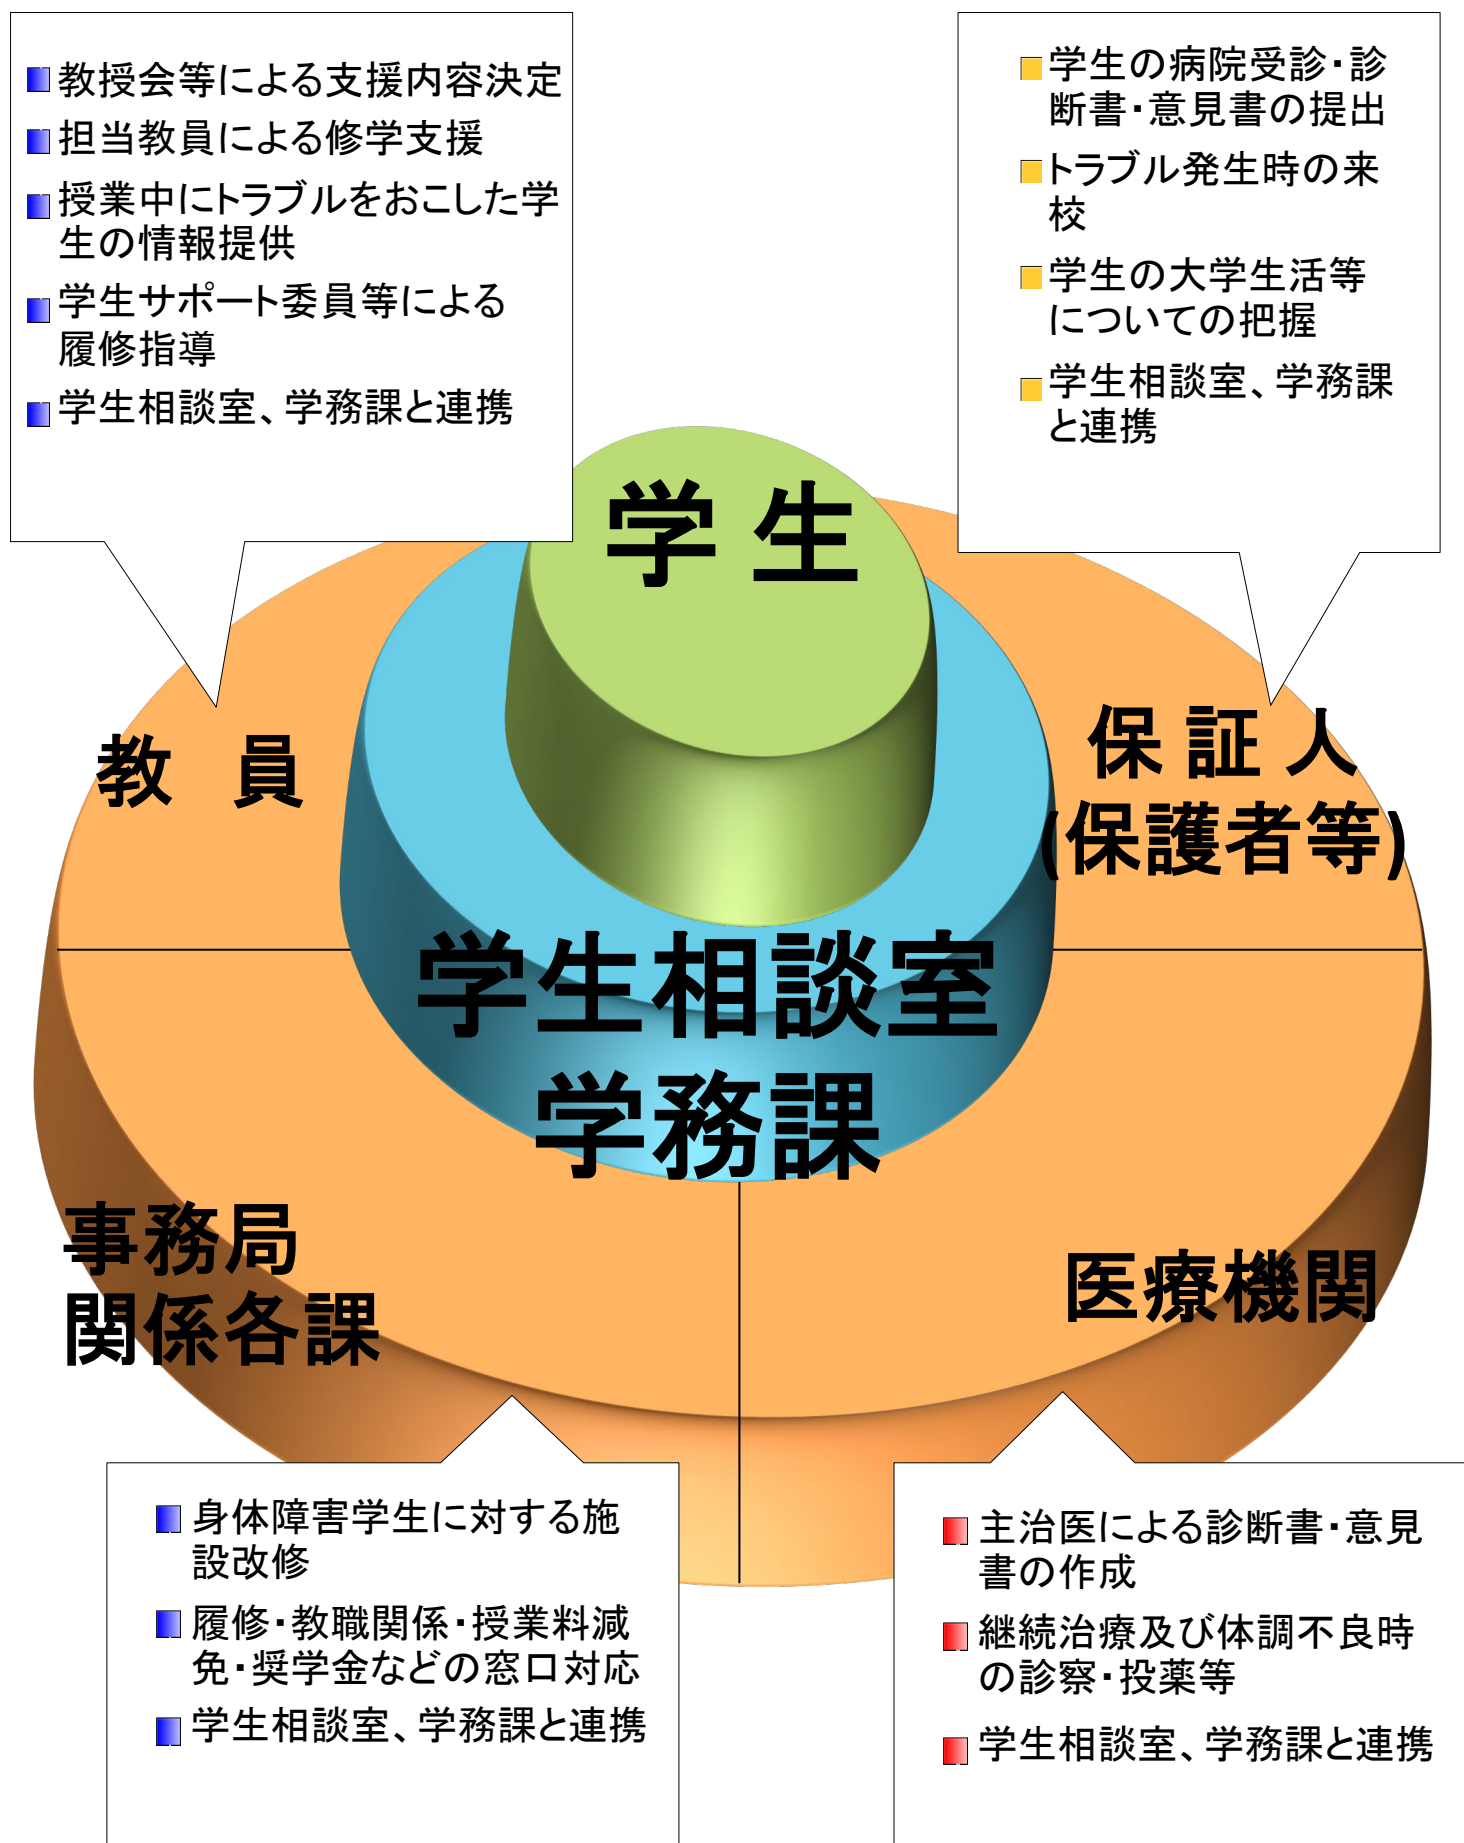 教授会等による支援内容決定
担当教員による修学支援
授業中にトラブルをおこした学
生の情報提供
学生サポート委員等による
履修指導
学生相談室、学務課と連携
学生の病院受診・診
断書・意見書の提出
トラブル発生時の来
校
学生の大学生活等
についての把握
学生相談室、学務課
と連携
学生
教員
保証人
(保護者等)
学生相談室
学務課
事務局
関係各課
医療機関
身体障害学生に対する施
設改修
履修・教職関係・授業料減
免・奨学金などの窓口対応
学生相談室、学務課と連携
主治医による診断書・意見
書の作成
継続治療及び体調不良時
の診察・投薬等
学生相談室、学務課と連携